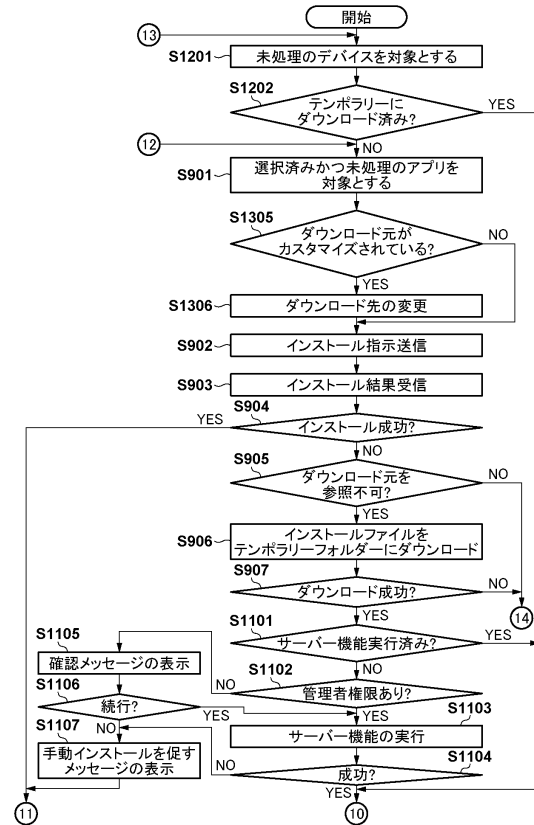 開始
13
S1201
未処理のデバイスを対象とする
S1202
テンポラリーに
ダウンロード済み?
YES
NO
12
S901
選択済みかつ未処理のアプリを
対象とする
S1305
ダウンロード元が
カスタマイズされている?
NO
YES
S1306
ダウンロード先の変更
S902
インストール指示送信
S903
インストール結果受信
S904
インストール成功?
YES
NO
S905
ダウンロード元を
参照不可?
NO
YES
S906
インストールファイルを
テンポラリーフォルダーにダウンロード
S907
ダウンロード成功?
NO
YES
14
S1101
サーバー機能実行済み?
YES
NO
S1105
確認メッセージの表示
S1102
管理者権限あり?
NO
YES
S1106
続行?
YES
NO
S1103
サーバー機能の実行
S1107
手動インストールを促す
メッセージの表示
S1104
成功?
NO
YES
11
10